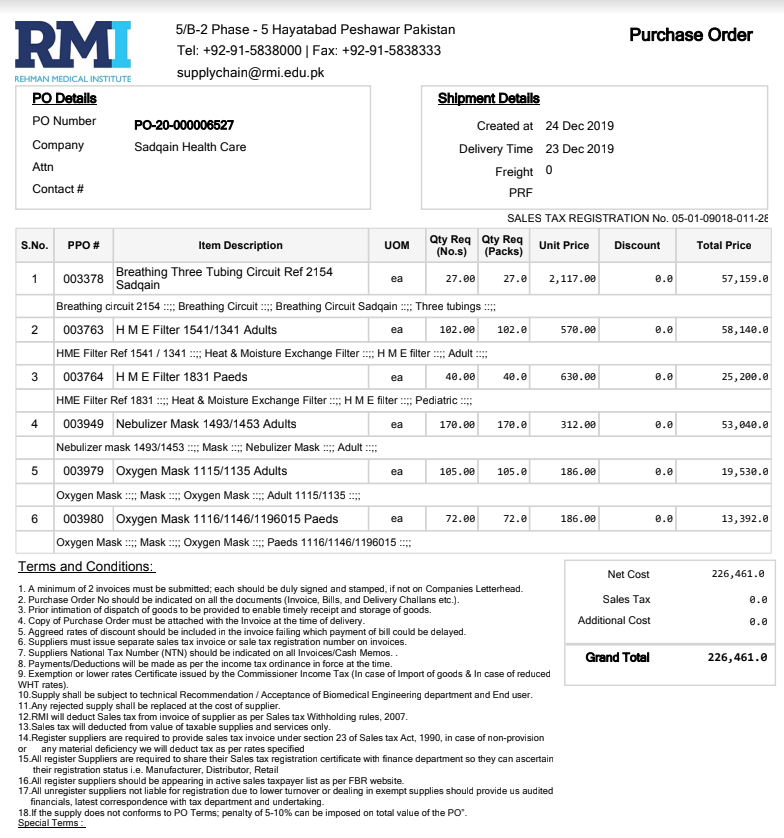 RMI
REHMAN MEDICAL INSTITUTE
5/B-2 Phase - 5 Hayatabad Peshawar Pakistan
Tel: +92-91-5838000 | Fax: +92-91-5838333
supplychain@rmi.edu.pk
Purchase Order
PO Details
PO Number PO-20-000006527
Company Sadqain Health Care
Attn
Contact #
Shipment Details
Created at 24 Dec 2019
Delivery Time 23 Dec 2019
Freight 0
PRF
SALES TAX REGISTRATION No. 05-01-09018-011-28
S.No. PPO # Item Description UOM Qty Req (No.s) Qty Req (Packs) Unit Price Discount Total Price
1 003378 Breathing Three Tubing Circuit Ref 2154 Sadqain ea 27.00 27.0 2,117.00 0.0 57,159.0
Breathing circuit 2154 ::;; Breathing Circuit ::;; Breathing Circuit Sadqain ::;; Three tubings ::;;
2 003763 H M E Filter 1541/1341 Adults ea 102.00 102.0 570.00 0.0 58,140.0
HME Filter Ref 1541 / 1341 ::;; Heat & Moisture Exchange Filter ::;; H M E filter ::;; Adult ::;;
3 003764 H M E Filter 1831 Paeds ea 40.00 40.0 630.00 0.0 25,200.0
HME Filter Ref 1831 ::;; Heat & Moisture Exchange Filter ::;; H M E filter ::;; Pediatric ::;;
4 003949 Nebulizer Mask 1493/1453 Adults ea 170.00 170.0 312.00 0.0 53,040.0
Nebulizer mask 1493/1453 ::;; Mask ::;; Nebulizer Mask ::;; Adult ::;;
5 003979 Oxygen Mask 1115/1135 Adults ea 105.00 105.0 186.00 0.0 19,530.0
Oxygen Mask ::;; Mask ::;; Oxygen Mask ::;; Adult 1115/1135 ::;;
6 003980 Oxygen Mask 1116/1146/1196015 Paeds ea 72.00 72.0 186.00 0.0 13,392.0
Oxygen Mask ::;; Mask ::;; Oxygen Mask ::;; Paeds 1116/1146/1196015 ::;;
Net Cost 226,461.0
Sales Tax 0.0
Additional Cost 0.0
Grand Total 226,461.0
Terms and Conditions:
1. A minimum of 2 invoices must be submitted; each should be duly signed and stamped, if not on Companies Letterhead.
2. Purchase Order No should be indicated on all the documents (Invoice, Bills, and Delivery Challans etc.).
3. Prior intimation of dispatch of goods to be provided to enable timely receipt and storage of goods.
4. Copy of Purchase Order must be attached with the Invoice at the time of delivery.
5. Aggreed rates of discount should be included in the invoice failing which payment of bill could be delayed.
6. Suppliers must issue separate sales tax invoice or sale tax registration number on invoices.
7. Suppliers National Tax Number (NTN) should be indicated on all Invoices/Cash Memos. .
8. Payments/Deductions will be made as per the income tax ordinance in force at the time.
9. Exemption or lower rates Certificate issued by the Commissioner Income Tax (In case of Import of goods & In case of reduced
WHT rates).
10.Supply shall be subject to technical Recommendation / Acceptance of Biomedical Engineering department and End user.
11.Any rejected supply shall be replaced at the cost of supplier.
12.RMI will deduct Sales tax from invoice of supplier as per Sales tax Withholding rules, 2007.
13.Sales tax will deducted from value of taxable supplies and services only.
14.Register suppliers are required to provide sales tax invoice under section 23 of Sales tax Act, 1990, in case of non-provision
or any material deficiency we will deduct tax as per rates specified
15.All register Suppliers are required to share their Sales tax registration certificate with finance department so they can ascertain
their registration status i.e. Manufacturer, Distributor, Retail
16.All register suppliers should be appearing in active sales taxpayer list as per FBR website.
17.All unregister suppliers not liable for registration due to lower turnover or dealing in exempt supplies should provide us audited
financials, latest correspondence with tax department and undertaking.
18.If the supply does not conforms to PO Terms; penalty of 5-10% can be imposed on total value of the PO".
Special Terms :